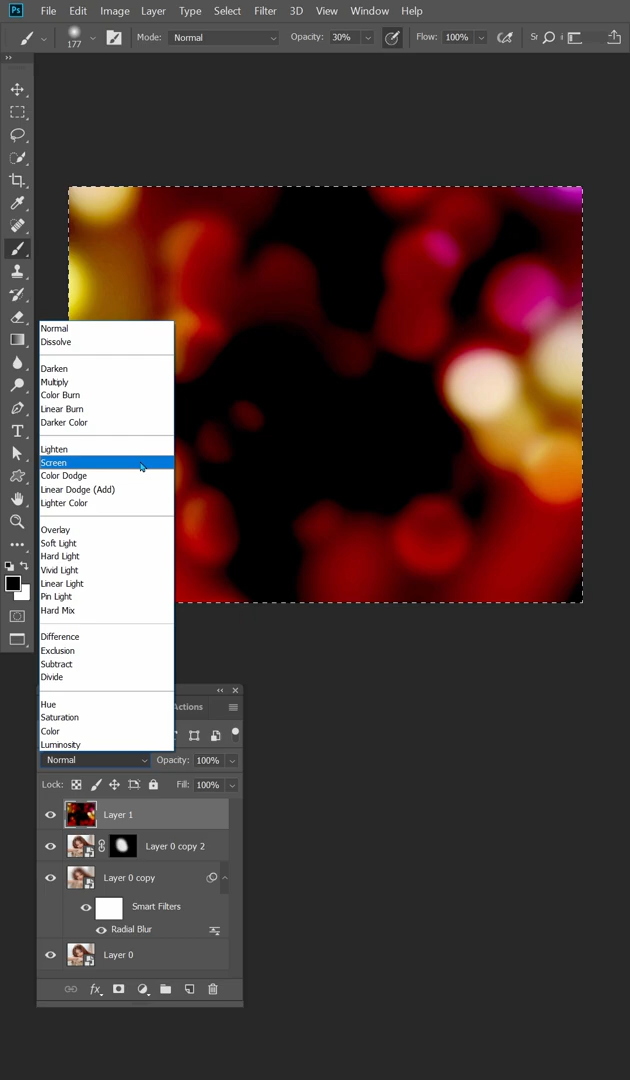 Ps File Edit Image Layer Type Select Filter 3D View Window Help
177 Mode: Normal Opacity: 30% Flow: 100%
Normal
Dissolve
Darken
Multiply
Color Burn
Linear Burn
Darker Color
Lighten
Screen
Color Dodge
Linear Dodge (Add)
Lighter Color
Overlay
Soft Light
Hard Light
Vivid Light
Linear Light
Pin Light
Hard Mix
Difference
Exclusion
Subtract
Divide
Hue
Saturation
Color
Luminosity
Actions
Normal Opacity: 100%
Lock: Fill: 100%
Layer 1
Layer 0 copy 2
Layer 0 copy
Smart Filters
Radial Blur
Layer 0
fx